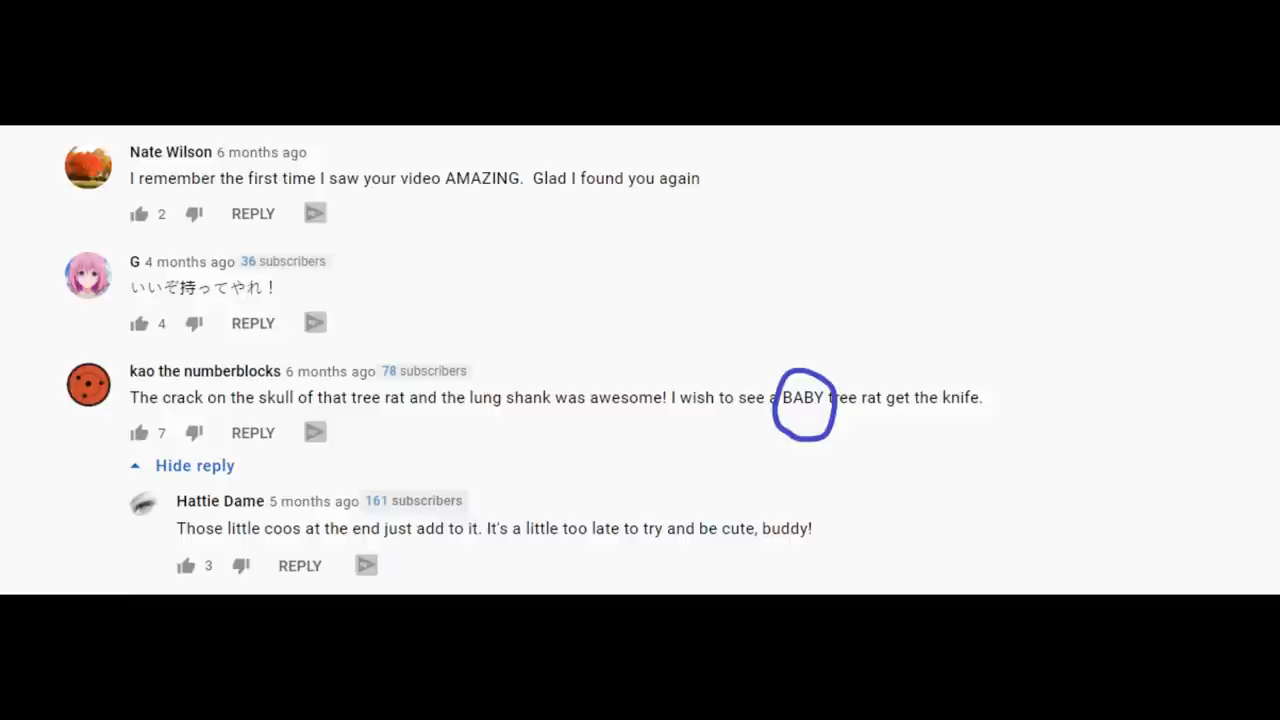 Nate Wilson 6 months ago
I remember the first time I saw your video AMAZING.  Glad I found you again
2 REPLY
G 4 months ago 36 subscribers
いいぞ持ってやれ！
4 REPLY
kao the numberblocks 6 months ago 78 subscribers
The crack on the skull of that tree rat and the lung shank was awesome! I wish to see a BABY tree rat get the knife.
7 REPLY
Hide reply
Hattie Dame 5 months ago 161 subscribers
Those little coos at the end just add to it. It's a little too late to try and be cute, buddy!
3 REPLY